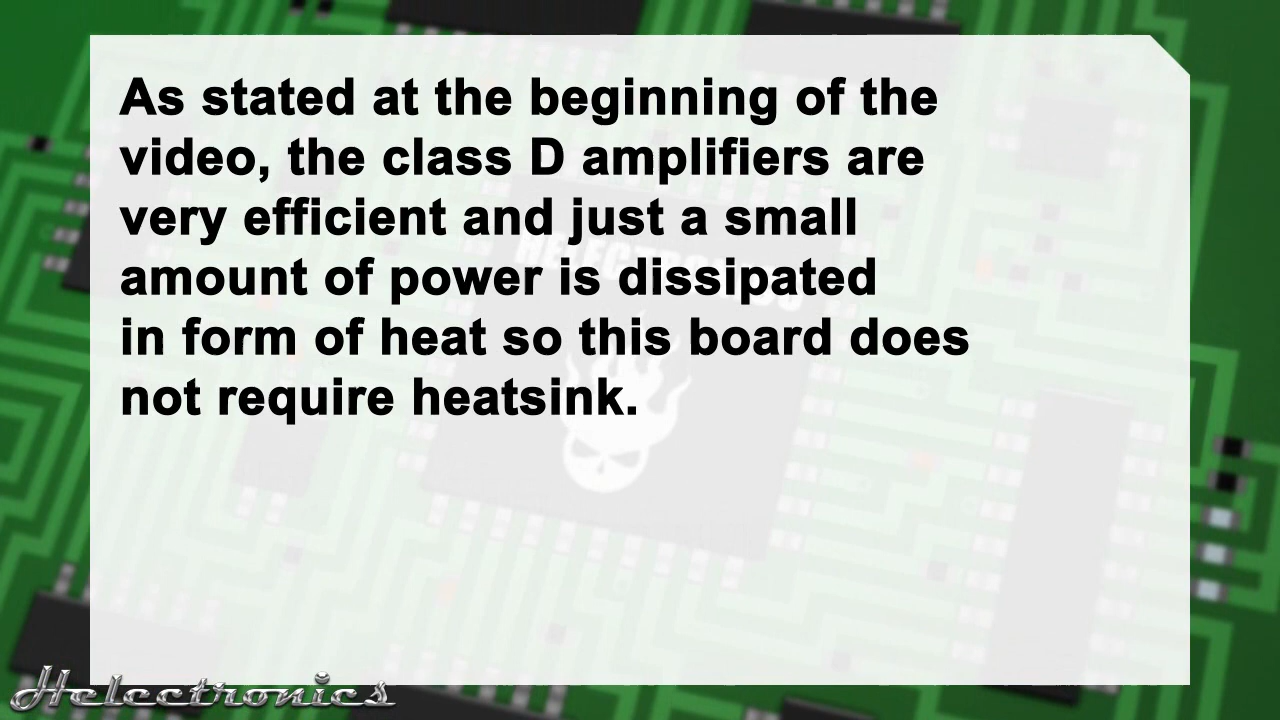 As stated at the beginning of the
video, the class D amplifiers are
very efficient and just a small
amount of power is dissipated
in form of heat so this board does
not require heatsink.
Helectronics